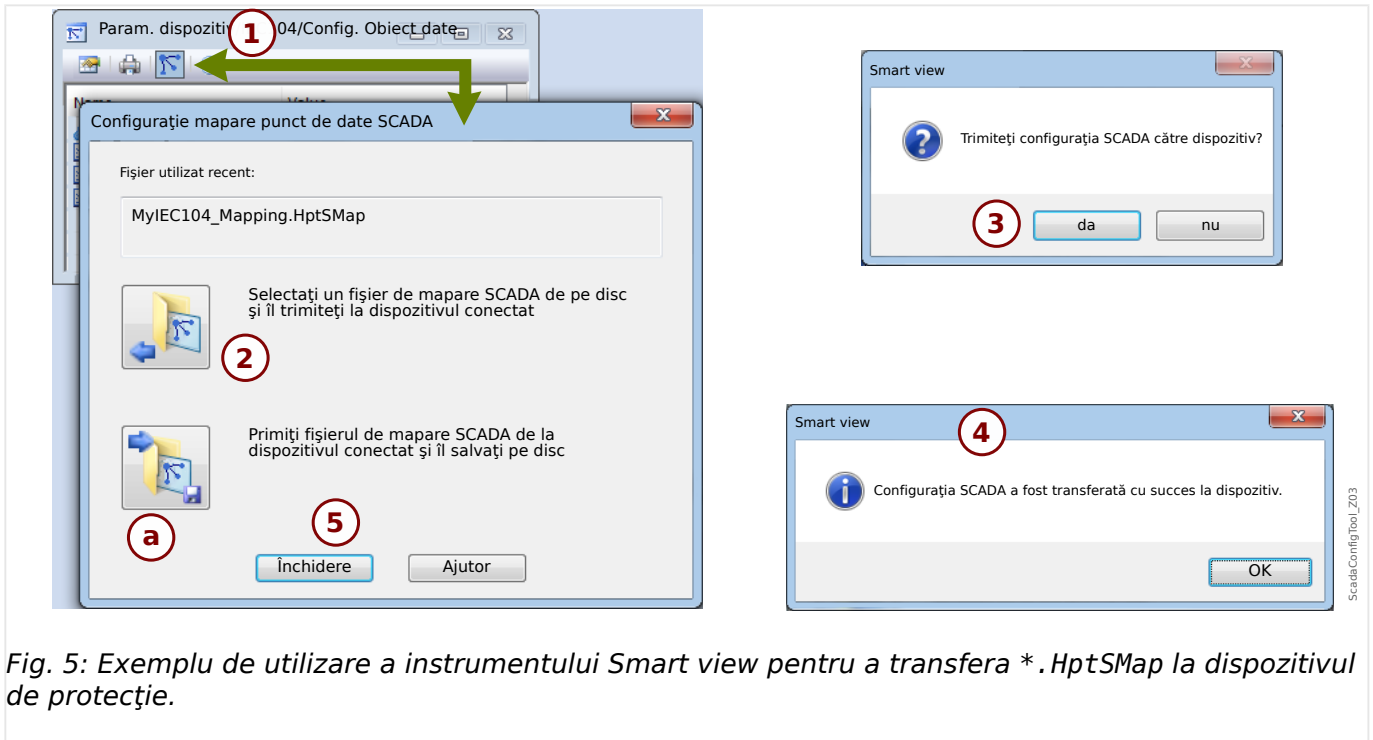 Param. dispozitiv 1 04/Config. Obiect date
Configuraţie mapare punct de date SCADA
Fişier utilizat recent:
MyIEC104_Mapping.HptSMap
Selectaţi un fişier de mapare SCADA de pe disc
şi îl trimiteţi la dispozitivul conectat
2
Primiţi fişierul de mapare SCADA de la
dispozitivul conectat şi îl salvaţi pe disc
a
5
Închidere Ajutor
Smart view
Trimiteţi configuraţia SCADA către dispozitiv?
3 da nu
Smart view
4
Configuraţia SCADA a fost transferată cu succes la dispozitiv.
OK
ScadaConfigTool_Z03
Fig. 5: Exemplu de utilizare a instrumentului Smart view pentru a transfera *.HptSMap la dispozitivul
de protecţie.